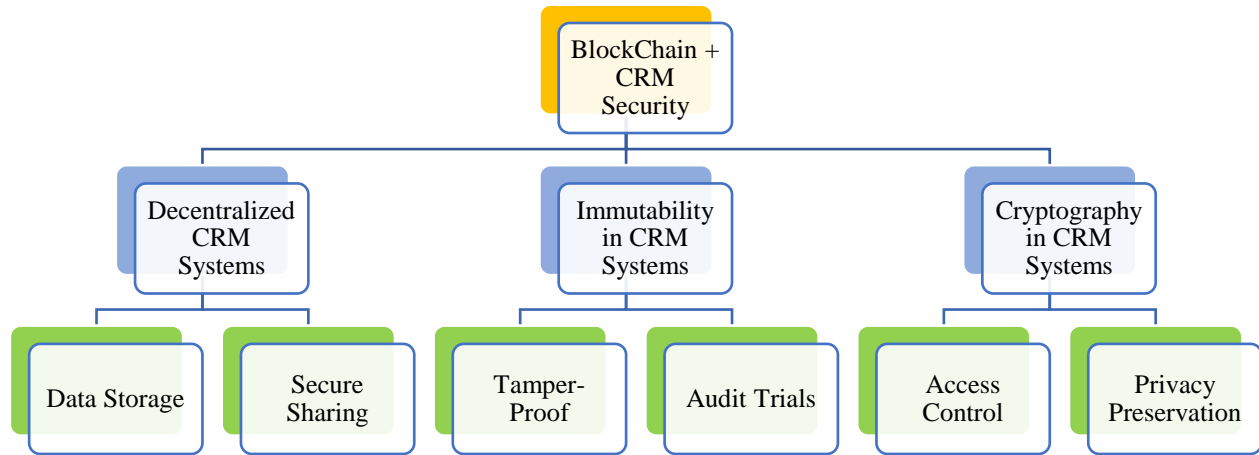 BlockChain +
CRM
Security
Decentralized
CRM
Systems
Immutability
in CRM
Systems
Cryptography
in CRM
Systems
Data Storage
Secure
Sharing
Tamper-
Proof
Audit Trials
Access
Control
Privacy
Preservation